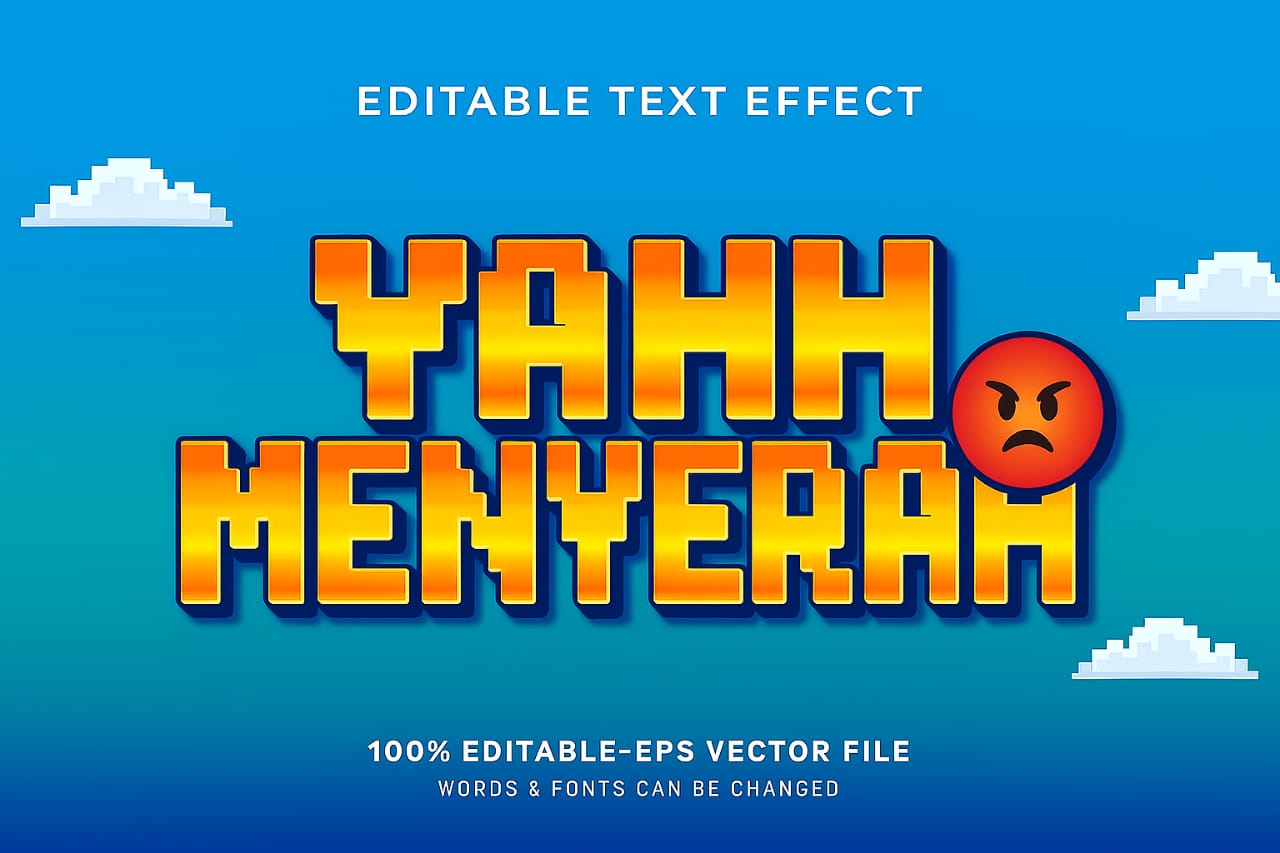 EDITABLE TEXT EFFECT
YAHH
MENYERAH
100% EDITABLE-EPS VECTOR FILE
WORDS & FONTS CAN BE CHANGED